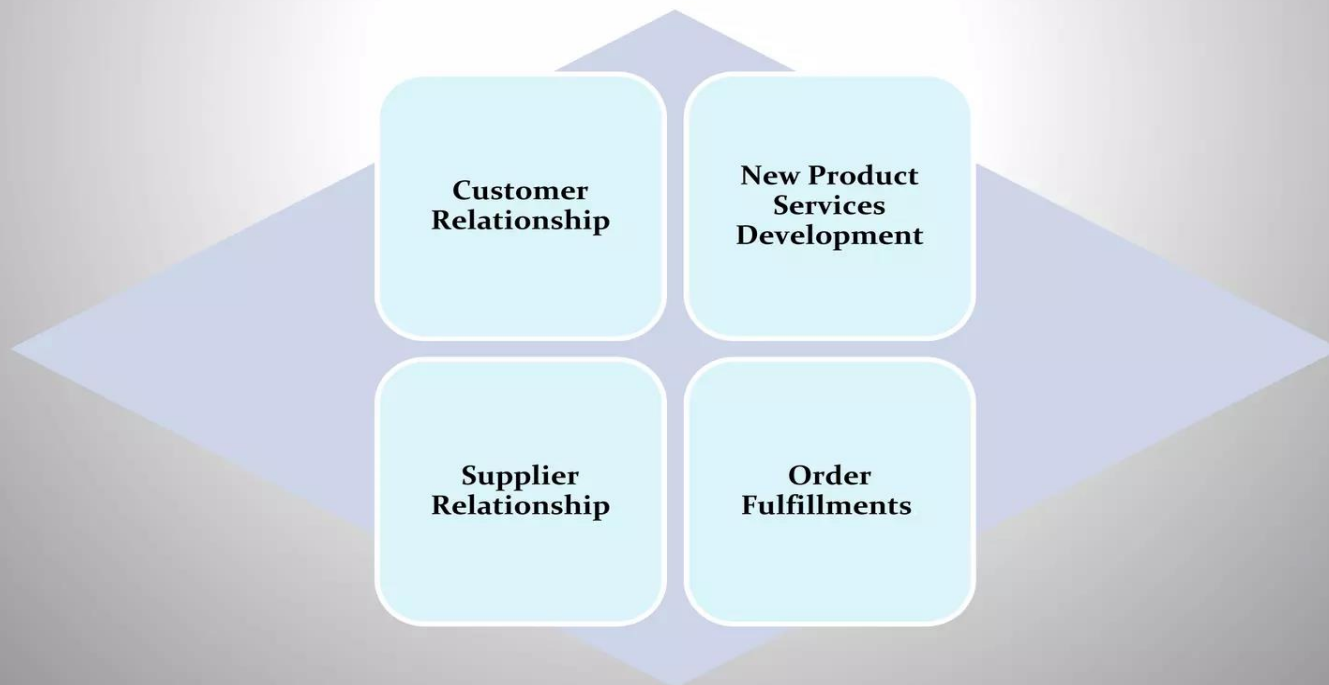 Customer
Relationship
New Product
Services
Development
Supplier
Relationship
Order
Fulfillments